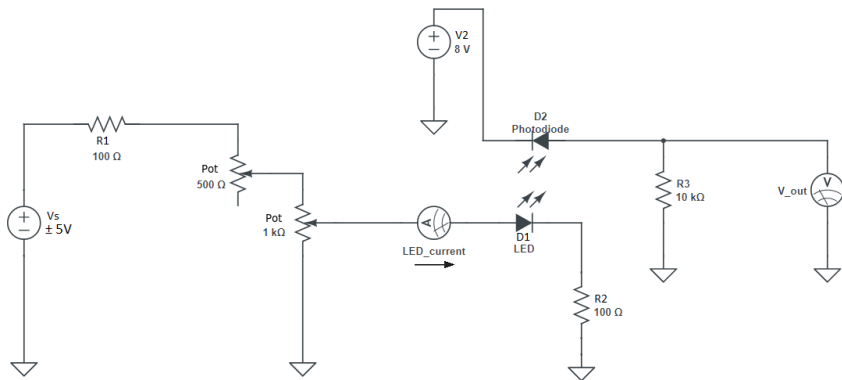 V2
8 V
D2
Photodiode
R1
100 Ω
Pot
500 Ω
R3
10 kΩ
V
V_out
Vs
± 5V
Pot
1 kΩ
A
LED_current
D1
LED
R2
100 Ω